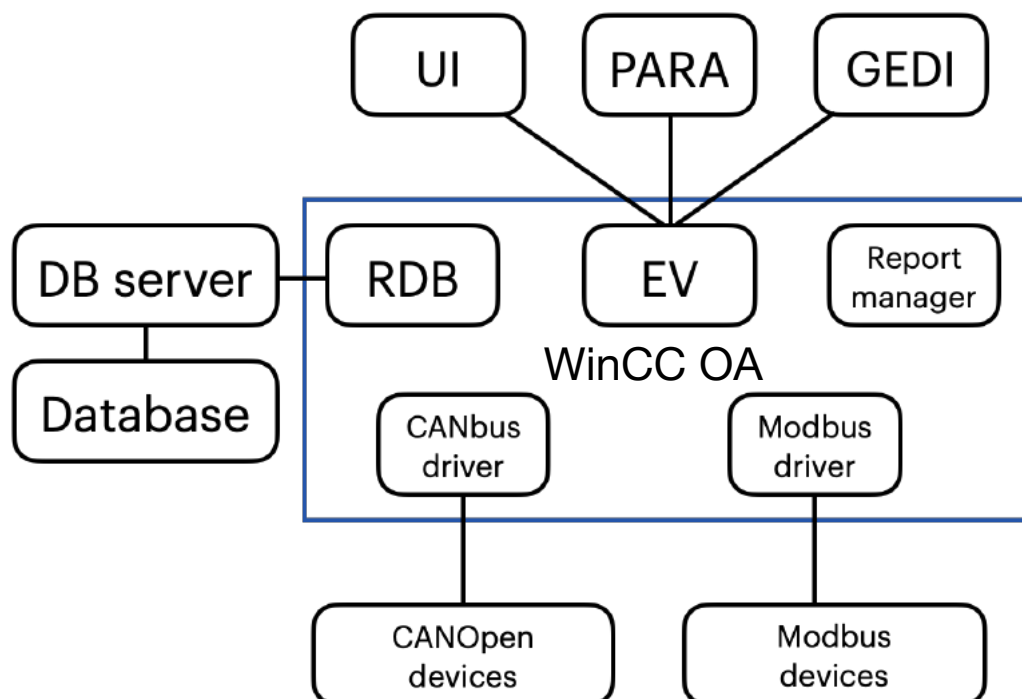 UI
PARA
GEDI
DB server
RDB
EV
Report
manager
WinCC OA
Database
CANbus
driver
Modbus
driver
CANOpen
devices
Modbus
devices